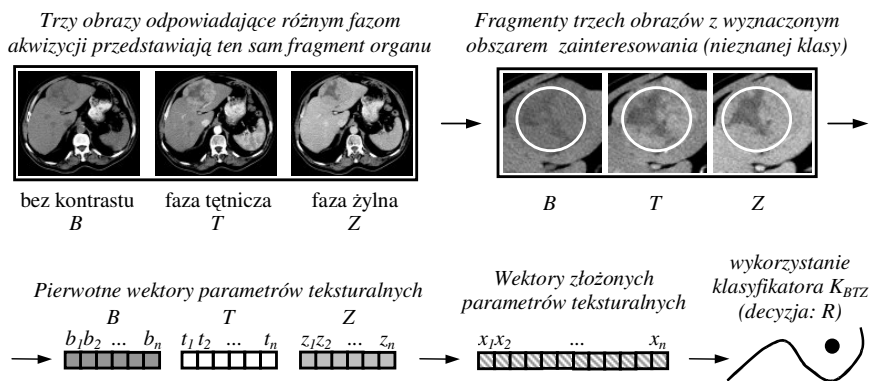 Trzy obrazy odpowiadające różnym fazom
akwizycji przedstawiają ten sam fragment organu
bez kontrastu faza tętnicza faza żylna
B T Z
Fragmenty trzech obrazów z wyznaczonym
obszarem zainteresowania (nieznanej klasy)
B T Z
Pierwotne wektory parametrów teksturalnych
B T Z
b1b2 ... bn t1 t2 ... tn z1z2 ... zn
Wektory złożonych
parametrów teksturalnych
x1x2 ... xn
wykorzystanie
klasyfikatora KBTZ
(decyzja: R)